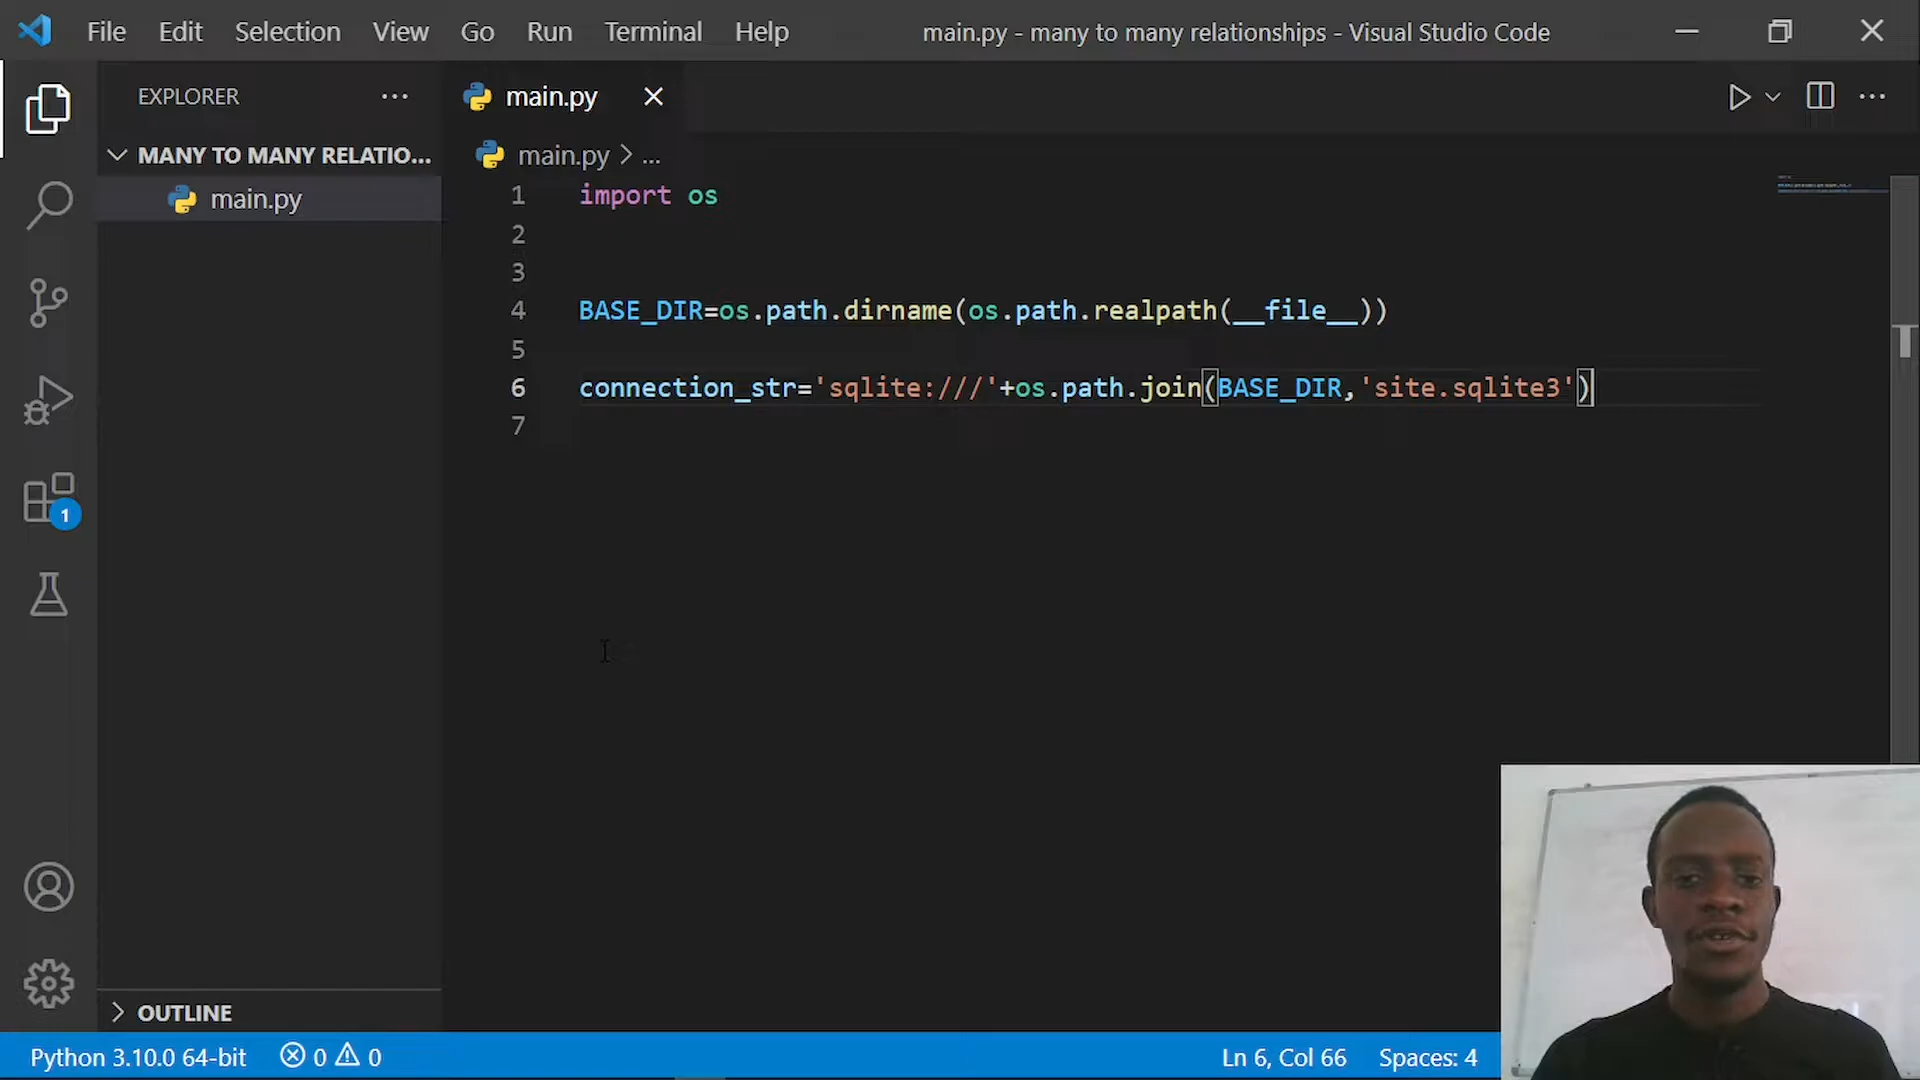 File Edit Selection View Go Run Terminal Help main.py - many to many relationships - Visual Studio Code
EXPLORER
main.py
MANY TO MANY RELATIO...
main.py > ...
main.py
1 import os
2
3
4 BASE_DIR=os.path.dirname(os.path.realpath(__file__))
5
6 connection_str='sqlite:///'+os.path.join(BASE_DIR,'site.sqlite3')
7
1
OUTLINE
Python 3.10.0 64-bit 0 0 Ln 6, Col 66 Spaces: 4